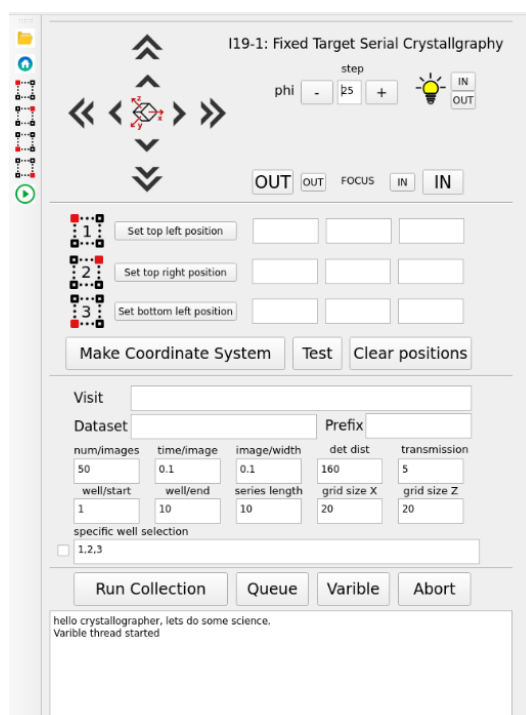 I19-1: Fixed Target Serial Crystallgraphy
step
phi - 25 + IN
OUT
z
x
y
OUT OUT FOCUS IN IN
1 Set top left position
2 Set top right position
3 Set bottom left position
Make Coordinate System Test Clear positions
Visit
Dataset Prefix
num/images time/image image/width det dist transmission
50 0.1 0.1 160 5
well/start well/end series length grid size X grid size Z
1 10 10 20 20
specific well selection
1,2,3
Run Collection Queue Varible Abort
hello crystallographer, lets do some science.
Varible thread started